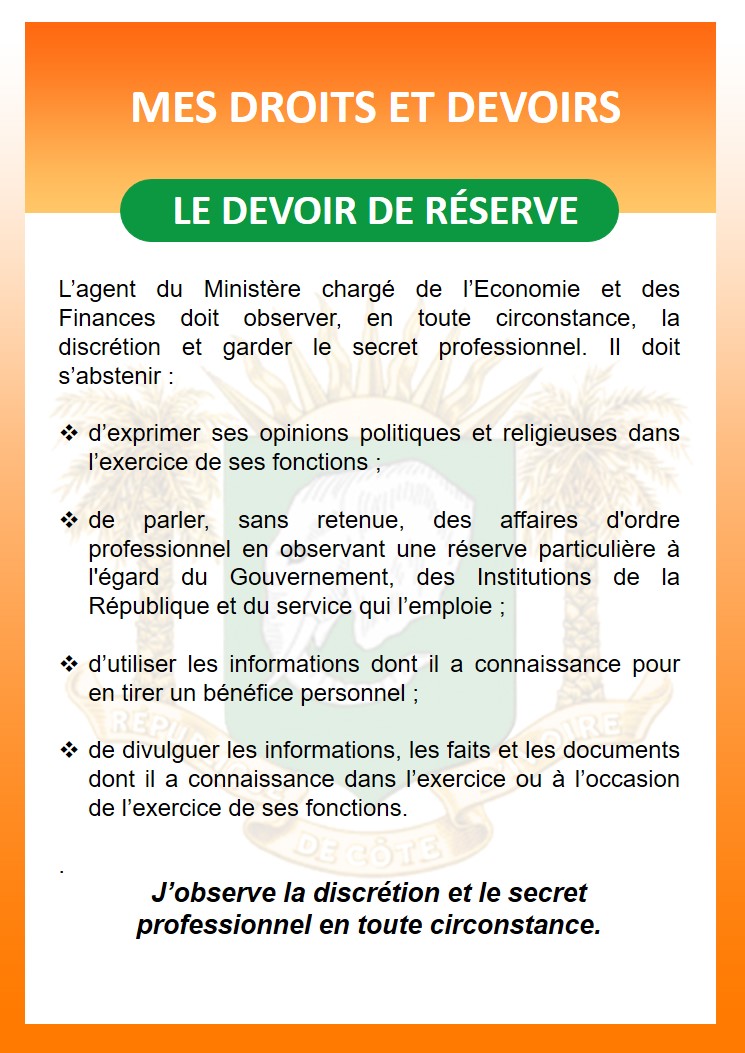 MES DROITS ET DEVOIRS
LE DEVOIR DE RÉSERVE
L’agent du Ministère chargé de l’Economie et des
Finances doit observer, en toute circonstance, la
discrétion et garder le secret professionnel. Il doit
s’abstenir :
❖ d’exprimer ses opinions politiques et religieuses dans
l’exercice de ses fonctions ;
❖ de parler, sans retenue, des affaires d'ordre
professionnel en observant une réserve particulière à
l'égard du Gouvernement, des Institutions de la
République et du service qui l’emploie ;
❖ d’utiliser les informations dont il a connaissance pour
en tirer un bénéfice personnel ;
❖ de divulguer les informations, les faits et les documents
dont il a connaissance dans l’exercice ou à l’occasion
de l’exercice de ses fonctions.
RÉPUBLIQUE
DE CÔTE
D'IVOIRE
.
J’observe la discrétion et le secret
professionnel en toute circonstance.